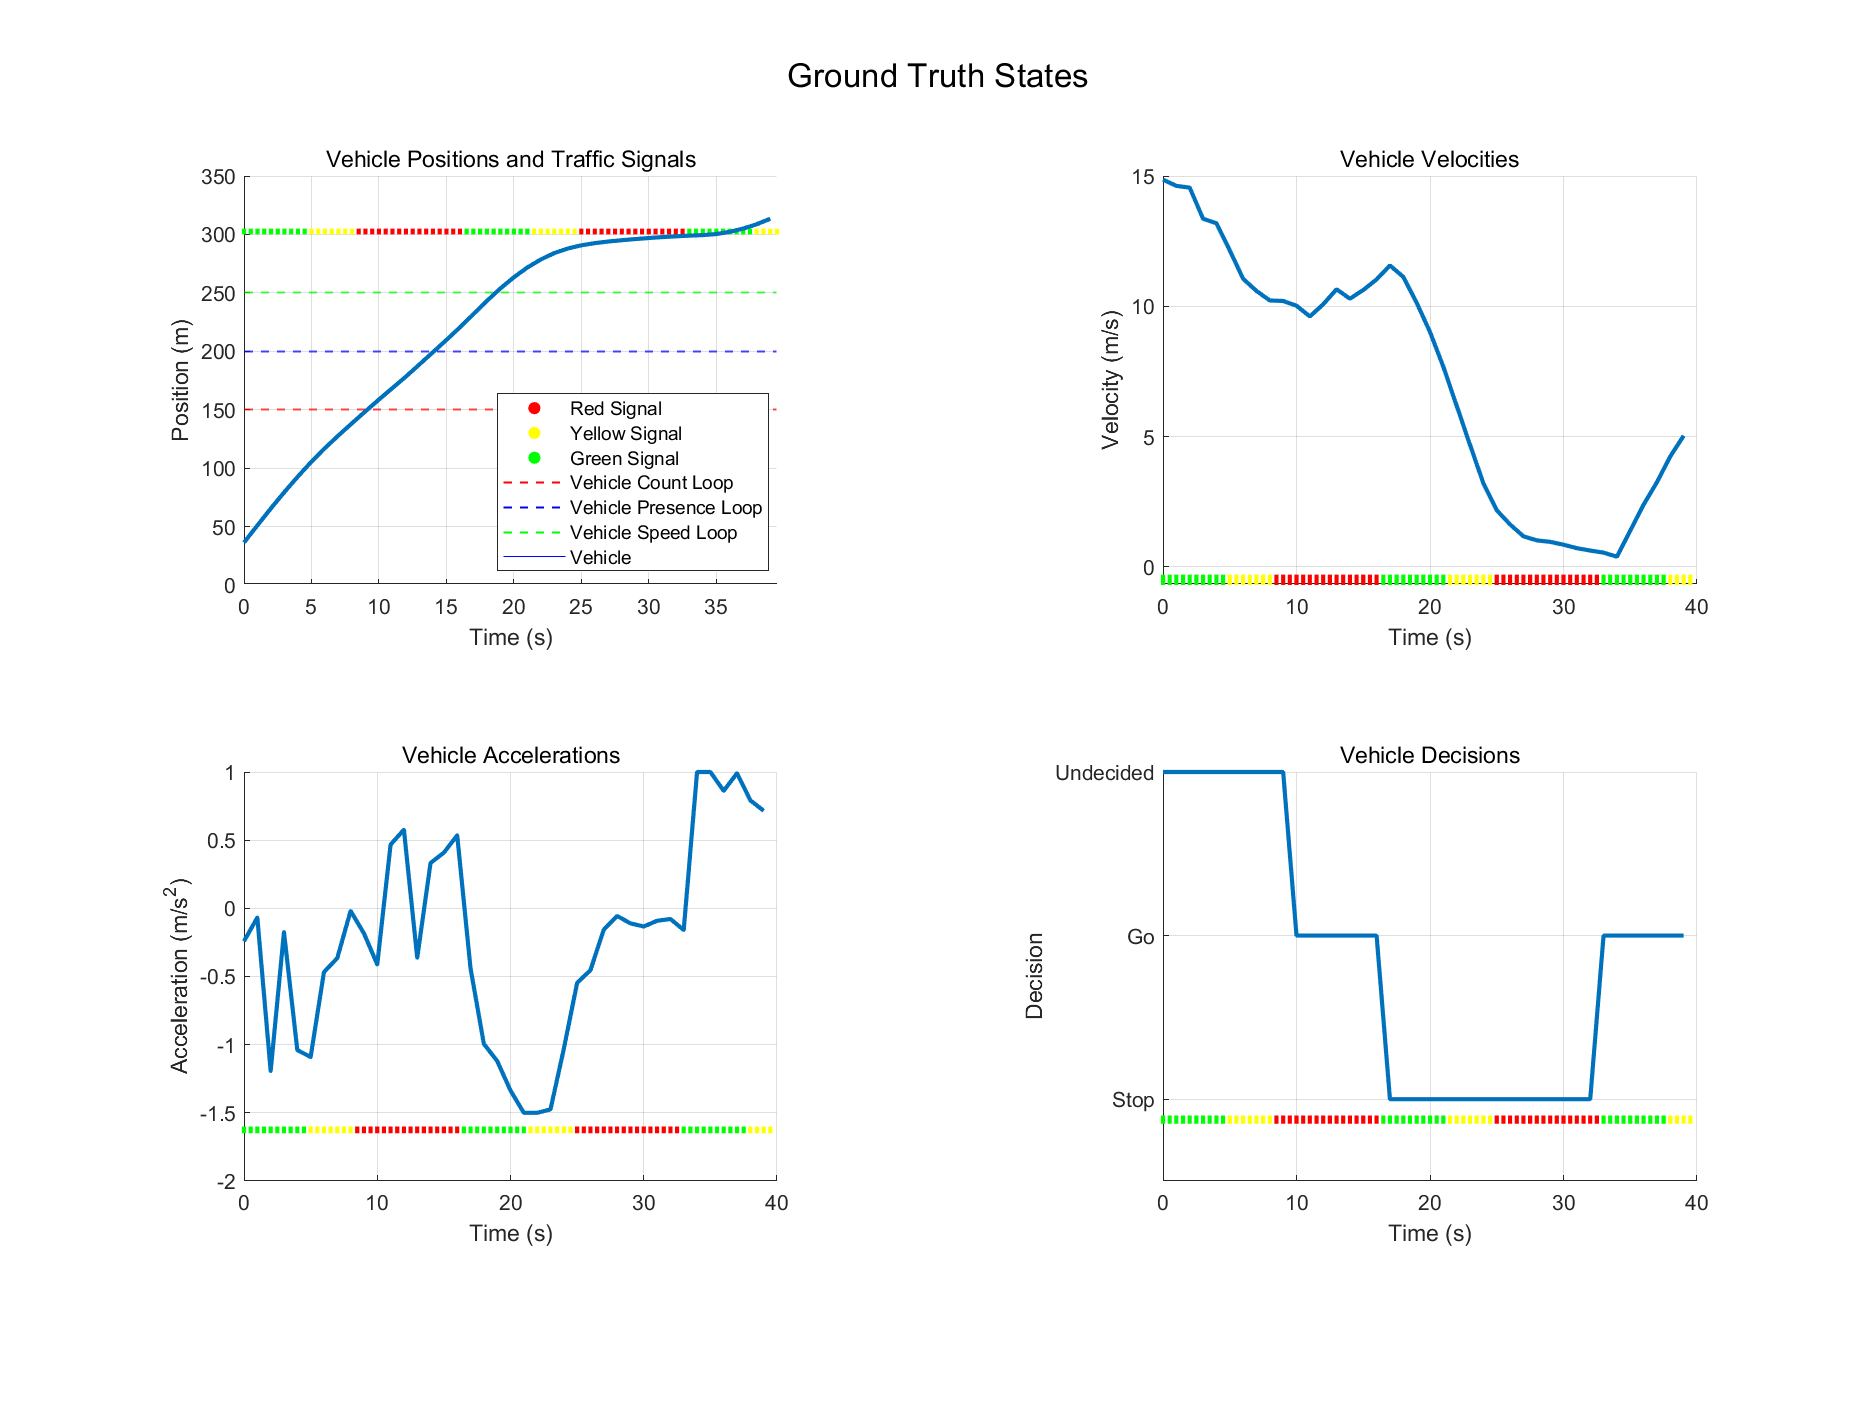 Ground Truth States
Vehicle Positions and Traffic Signals
350
300
250
200
150
100
50
0
Position (m)
0 5 10 15 20 25 30 35
Time (s)
Red Signal
Yellow Signal
Green Signal
Vehicle Count Loop
Vehicle Presence Loop
Vehicle Speed Loop
Vehicle
Vehicle Velocities
15
10
5
0
Velocity (m/s)
0 10 20 30 40
Time (s)
Vehicle Accelerations
1
0.5
0
-0.5
-1
-1.5
-2
Acceleration (m/s²)
0 10 20 30 40
Time (s)
Vehicle Decisions
Undecided
Go
Stop
Decision
0 10 20 30 40
Time (s)